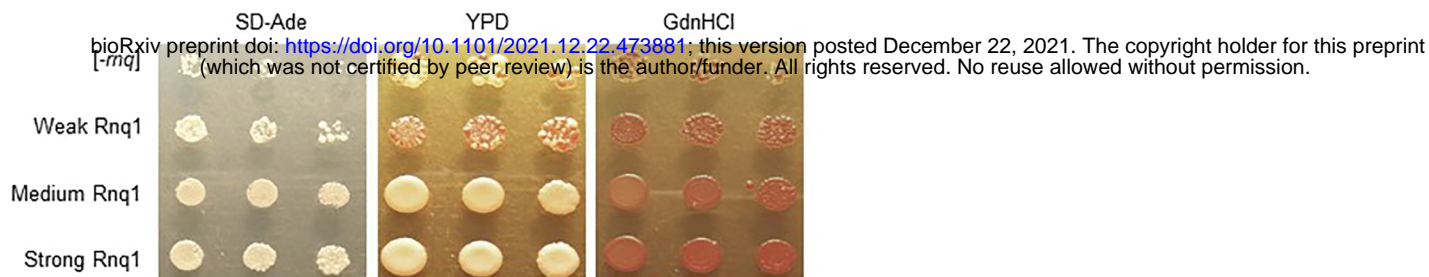 SD-Ade YPD GdnHCl
bioRxiv preprint doi: https://doi.org/10.1101/2021.12.22.473881; this version posted December 22, 2021. The copyright holder for this preprint
[-rnq] (which was not certified by peer review) is the author/funder. All rights reserved. No reuse allowed without permission.
Weak Rnq1
Medium Rnq1
Strong Rnq1